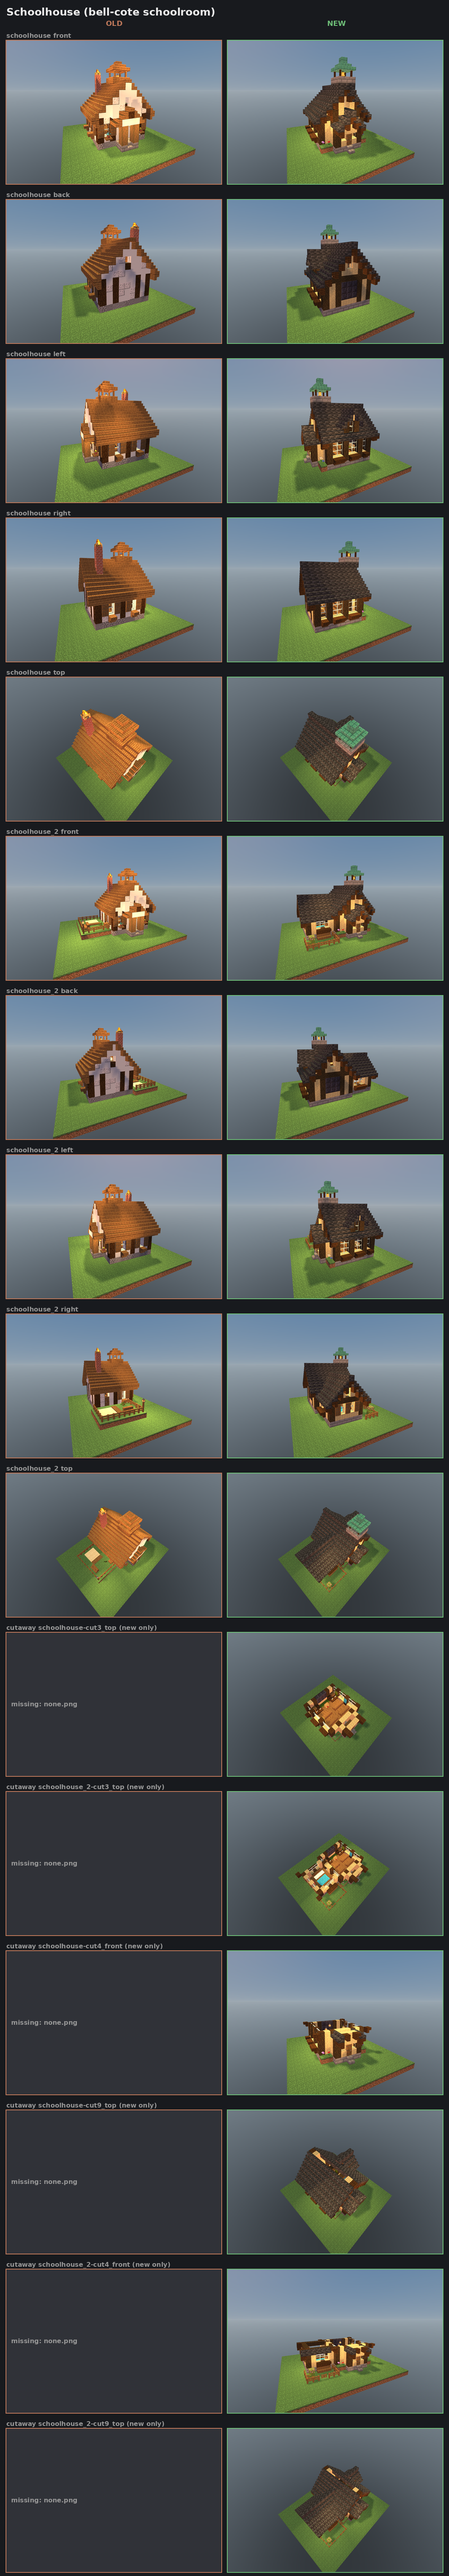 Schoolhouse (bell-cote schoolroom)
OLD NEW
schoolhouse front
schoolhouse back
schoolhouse left
schoolhouse right
schoolhouse top
schoolhouse_2 front
schoolhouse_2 back
schoolhouse_2 left
schoolhouse_2 right
schoolhouse_2 top
cutaway schoolhouse-cut3_top (new only)
missing: none.png
cutaway schoolhouse_2-cut3_top (new only)
missing: none.png
cutaway schoolhouse-cut4_front (new only)
missing: none.png
cutaway schoolhouse-cut9_top (new only)
missing: none.png
cutaway schoolhouse_2-cut4_front (new only)
missing: none.png
cutaway schoolhouse_2-cut9_top (new only)
missing: none.png